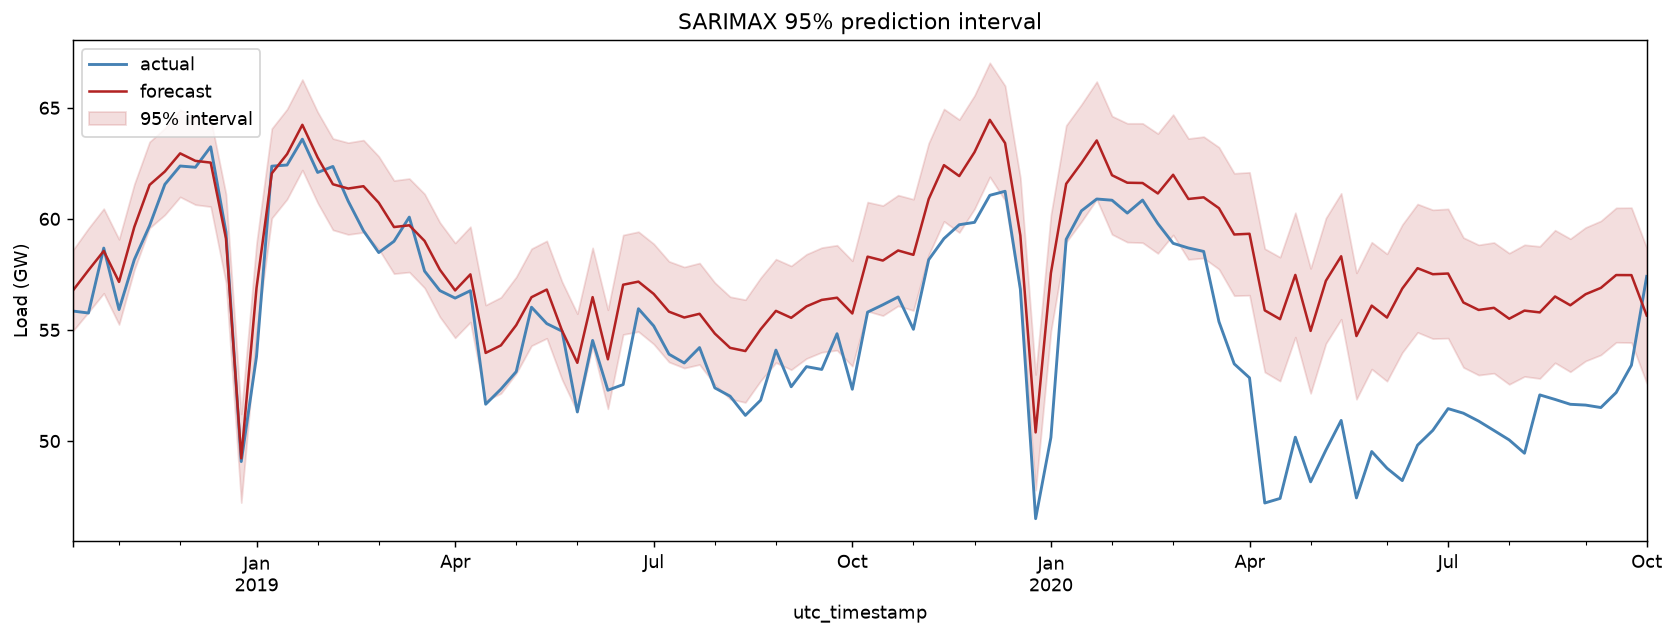 SARIMAX 95% prediction interval
actual
forecast
95% interval
Load (GW)
65
60
55
50
Jan
2019
Apr
Jul
Oct
Jan
2020
Apr
Jul
Oct
utc_timestamp